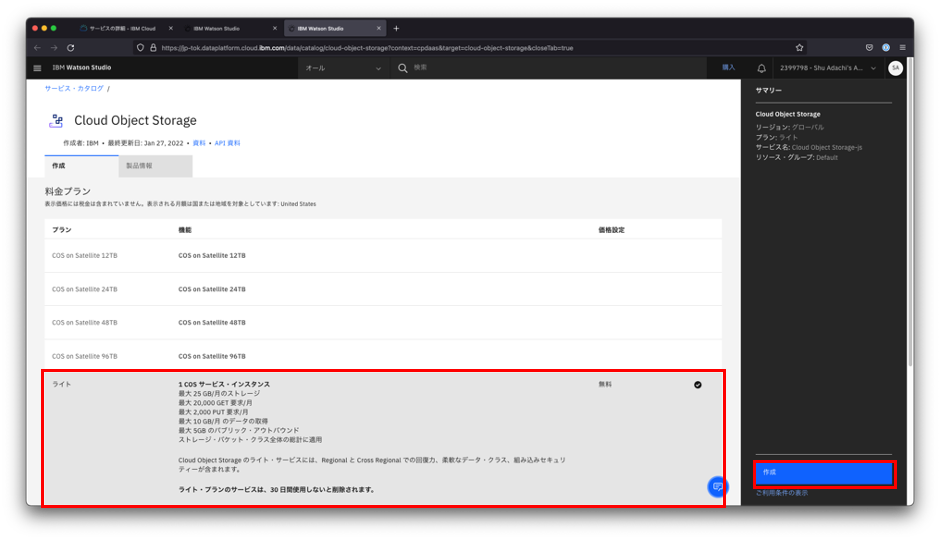 サービスの詳細 - IBM Cloud
IBM Watson Studio
IBM Watson Studio
https://jp-tok.dataplatform.cloud.ibm.com/data/catalog/cloud-object-storage?context=cpdaas&target=cloud-object-storage&closeTab=true
IBM Watson Studio
オール
検索
購入
2399798 - Shu Adachi's A...
SA
サービス・カタログ /
Cloud Object Storage
作成者: IBM • 最終更新日: Jan 27, 2022 • 資料 • API 資料
作成
製品情報
料金プラン
表示価格には税金は含まれていません。表示される月額は国または地域を対象としています: United States
プラン 機能 価格設定
COS on Satellite 12TB COS on Satellite 12TB
COS on Satellite 24TB COS on Satellite 24TB
COS on Satellite 48TB COS on Satellite 48TB
COS on Satellite 96TB COS on Satellite 96TB
ライト 1 COS サービス・インスタンス 無料
最大 25 GB/月のストレージ
最大 20,000 GET 要求/月
最大 2,000 PUT 要求/月
最大 10 GB/月 のデータの取得
最大 5GB のパブリック・アウトバウンド
ストレージ・バケット・クラス全体の総計に適用
Cloud Object Storage のライト・サービスには、Regional と Cross Regional での回復力、柔軟なデータ・クラス、組み込みセキュリ
ティーが含まれます。
ライト・プランのサービスは、30 日間使用しないと削除されます。
サマリー
Cloud Object Storage
リージョン: グローバル
プラン: ライト
サービス名: Cloud Object Storage-js
リソース・グループ: Default
作成
ご利用条件の表示